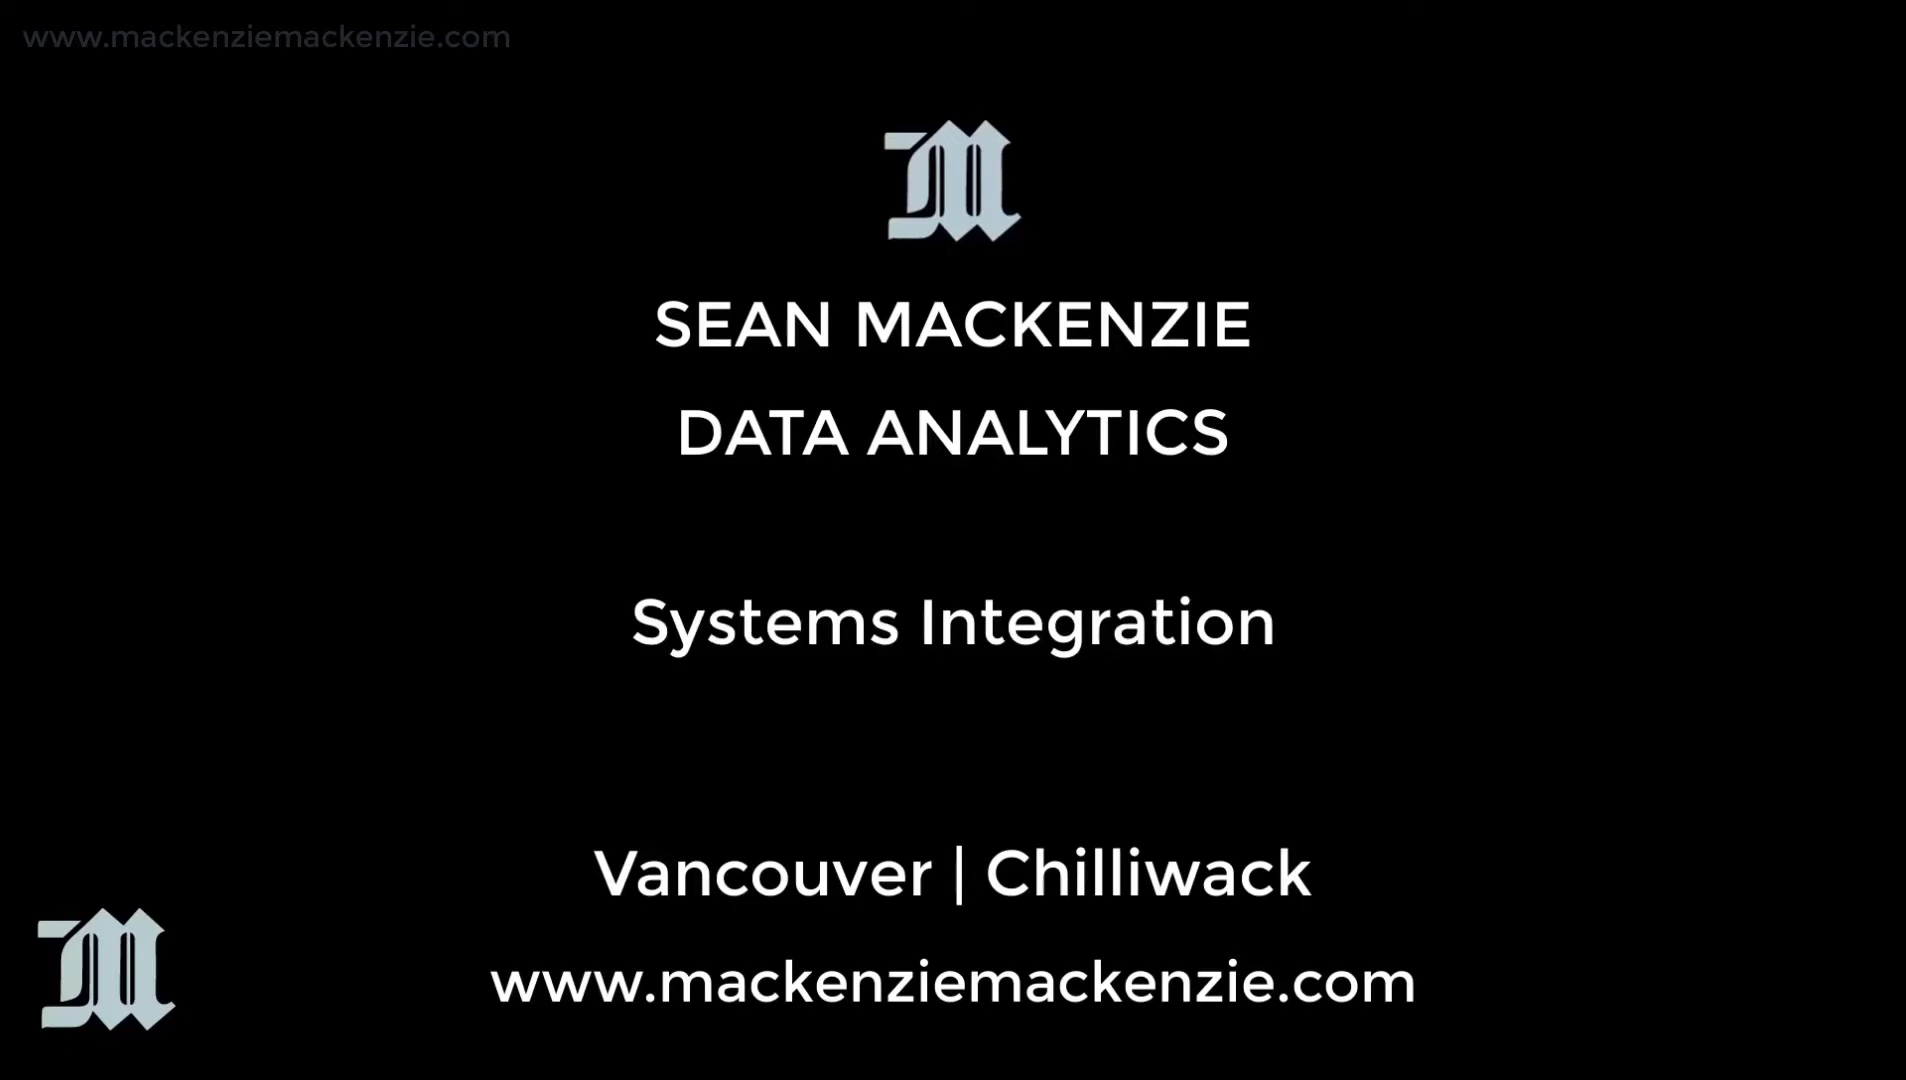 www.mackenziemackenzie.com
M
SEAN MACKENZIE
DATA ANALYTICS
Systems Integration
Vancouver | Chilliwack
M
www.mackenziemackenzie.com